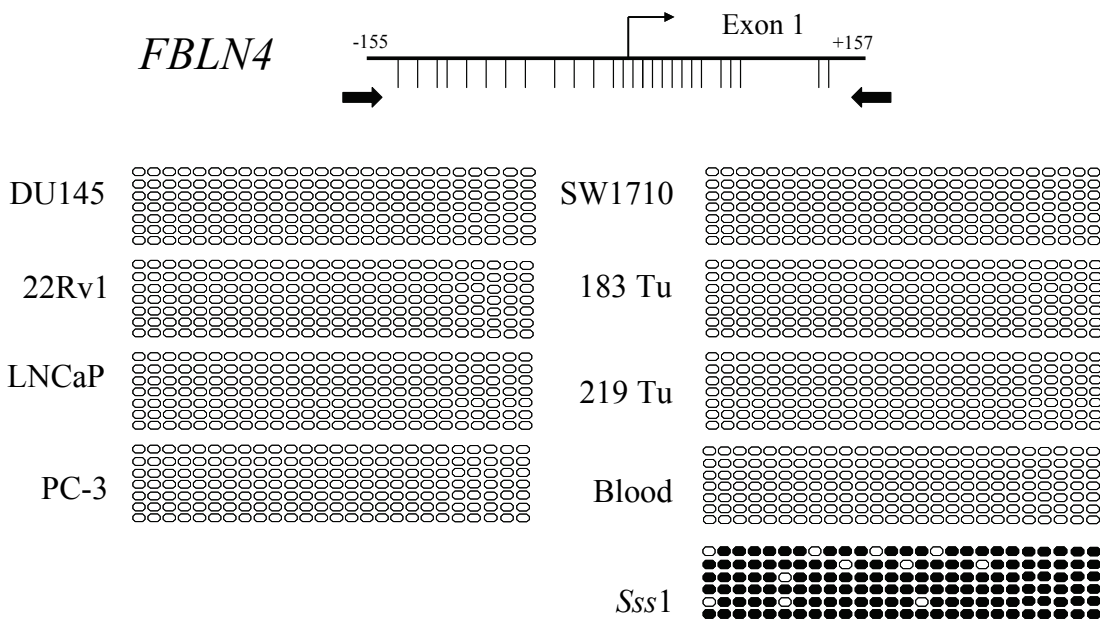 FBLN4
-155
Exon 1
+157
DU145
SW1710
22Rv1
183 Tu
LNCaP
219 Tu
PC-3
Blood
Sss1